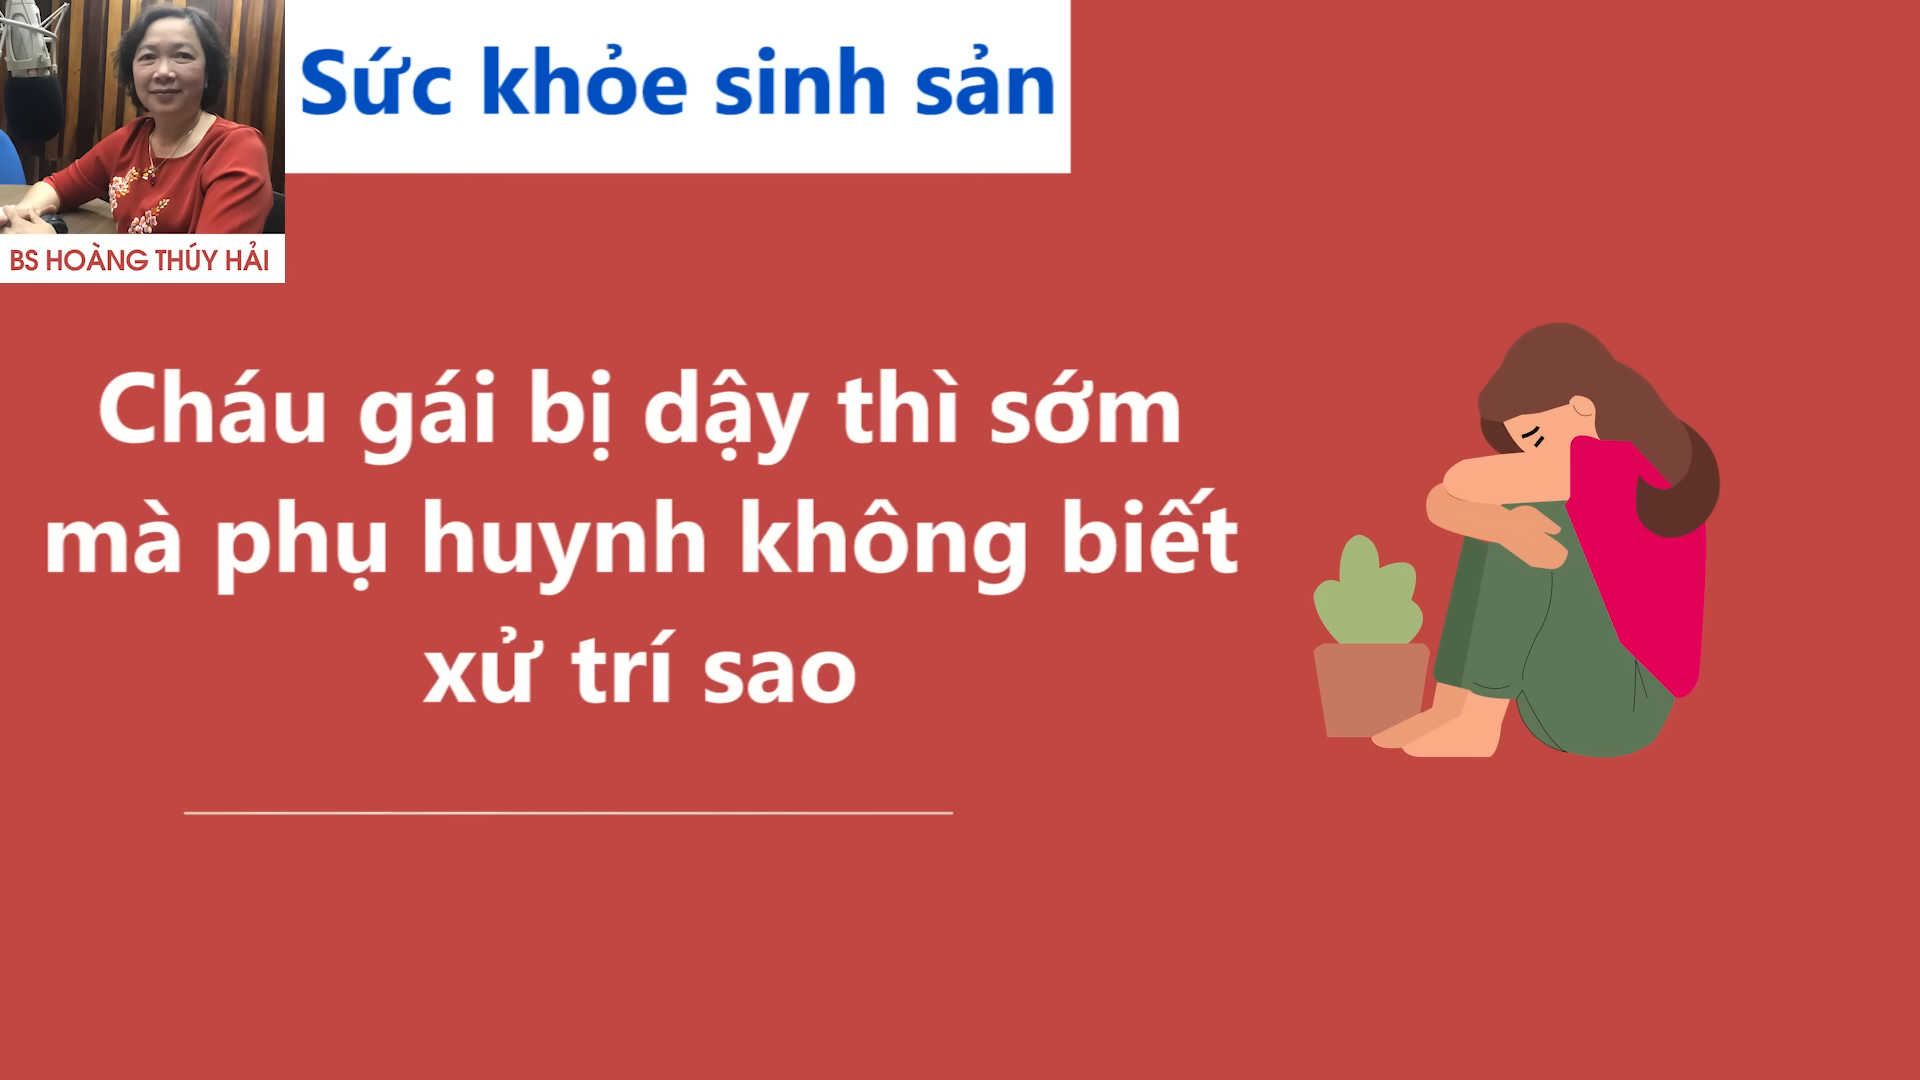 Sức khỏe sinh sản
BS HOÀNG THÚY HẢI
Cháu gái bị dậy thì sớm
mà phụ huynh không biết
xử trí sao